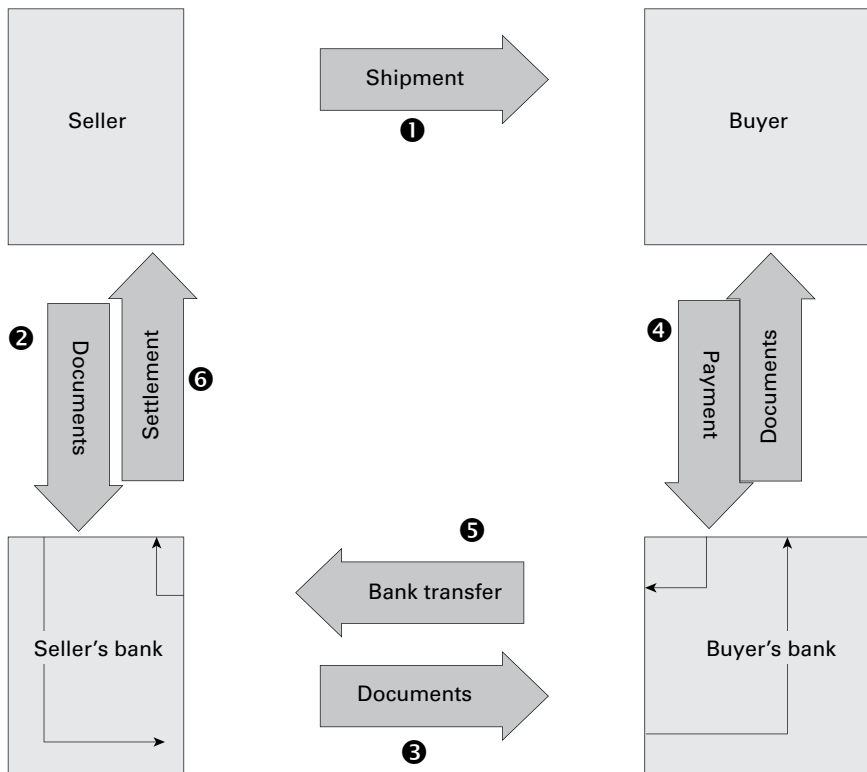 Seller
Shipment
❶
Buyer
❷
Documents
Settlement
❻
❹
Payment
Documents
❺
Bank transfer
Seller’s bank
Buyer’s bank
Documents
❸